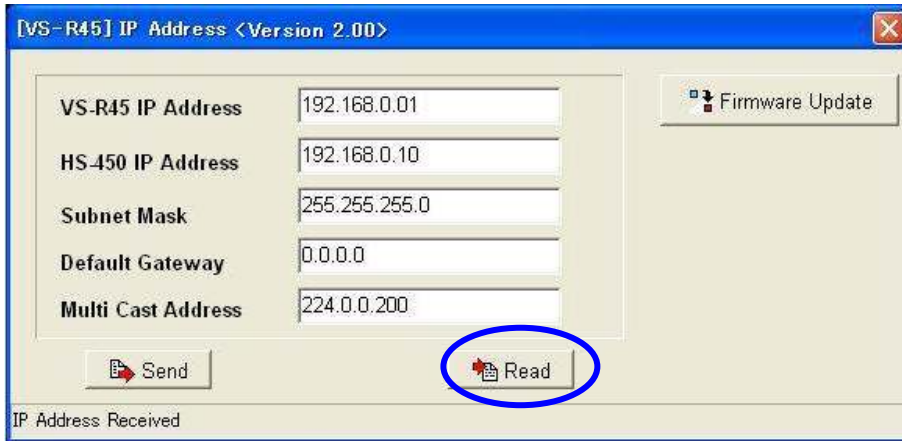 [VS-R45] IP Address <Version 2.00>
VS-R45 IP Address 192.168.0.01
Firmware Update
HS-450 IP Address 192.168.0.10
Subnet Mask 255.255.255.0
Default Gateway 0.0.0.0
Multi Cast Address 224.0.0.200
Send Read
IP Address Received